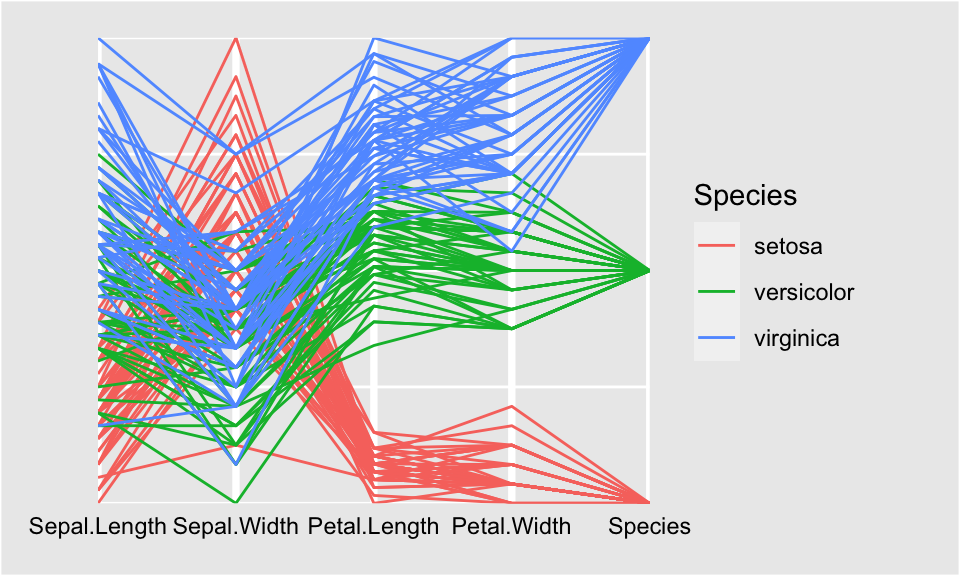 Species
setosa
versicolor
virginica
Sepal.Length Sepal.Width Petal.Length Petal.Width Species